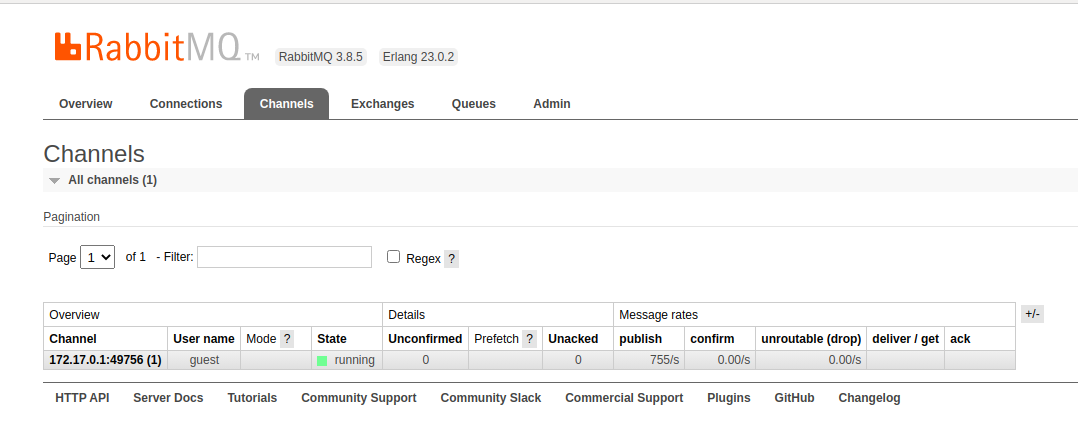 RabbitMQ™ RabbitMQ 3.8.5 Erlang 23.0.2
Overview Connections Channels Exchanges Queues Admin
Channels
All channels (1)
Pagination
Page 1 of 1 - Filter: Regex ?
Overview Details Message rates +/-
Channel User name Mode ? State Unconfirmed Prefetch ? Unacked publish confirm unroutable (drop) deliver / get ack
172.17.0.1:49756 (1) guest running 0 0 755/s 0.00/s 0.00/s
HTTP API Server Docs Tutorials Community Support Community Slack Commercial Support Plugins GitHub Changelog